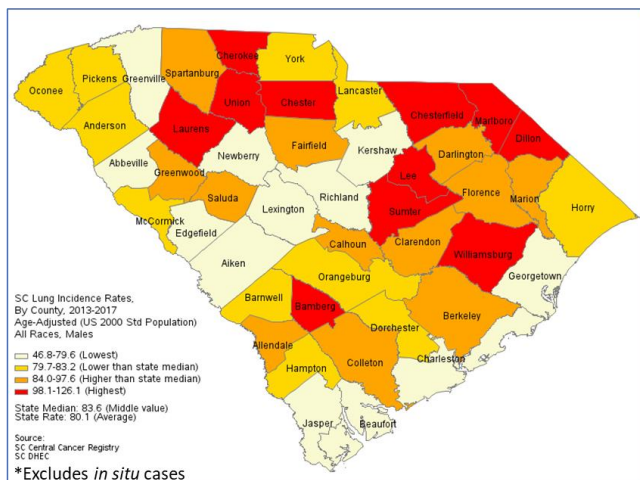 Cherokee
York
Spartanburg
Greenville
Pickens
Oconee
Union
Chester
Lancaster
Chesterfield
Marlboro
Dillon
Anderson
Laurens
Fairfield
Kershaw
Darlington
Abbeville
Newberry
Lee
Greenwood
Florence
Marion
Saluda
Richland
Horry
McCormick
Edgefield
Lexington
Sumter
Calhoun
Clarendon
Williamsburg
Aiken
Orangeburg
Georgetown
Barnwell
Bamberg
Berkeley
Dorchester
Allendale
Charleston
Hampton
Colleton
Jasper
Beaufort
SC Lung Incidence Rates,
By County, 2013-2017
Age-Adjusted (US 2000 Std Population)
All Races, Males
46.8-79.6 (Lowest)
79.7-83.2 (Lower than state median)
84.0-97.6 (Higher than state median)
98.1-126.1 (Highest)
State Median: 83.6 (Middle value)
State Rate: 80.1 (Average)
Source:
SC Central Cancer Registry
SC DHEC
*Excludes in situ cases